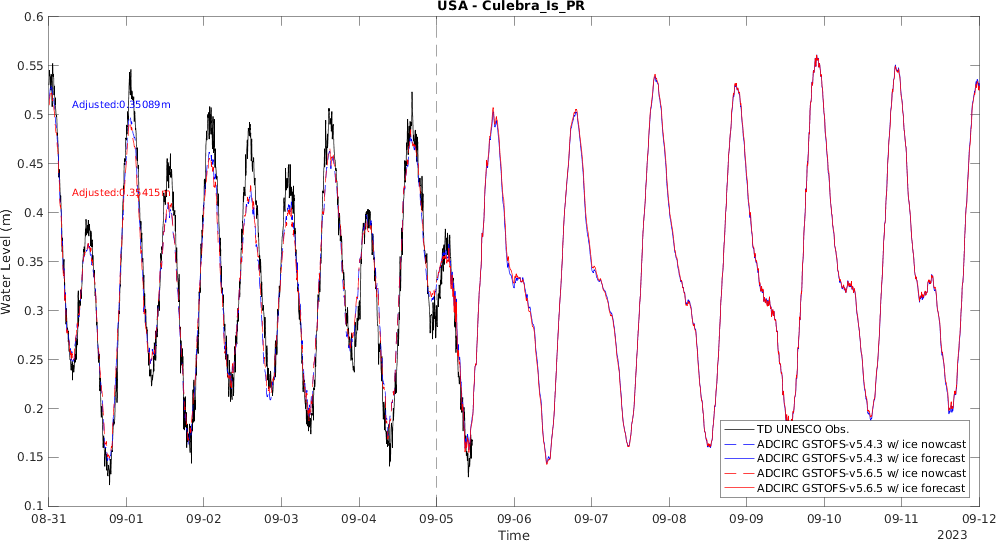 USA - Culebra_Is_PR
0.6
0.55
0.5
0.45
0.4
0.35
0.3
0.25
0.2
0.15
0.1
Water Level (m)
Adjusted:0.35089m
Adjusted:0.35415m
TD UNESCO Obs.
ADCIRC GSTOFS-v5.4.3 w/ ice nowcast
ADCIRC GSTOFS-v5.4.3 w/ ice forecast
ADCIRC GSTOFS-v5.6.5 w/ ice nowcast
ADCIRC GSTOFS-v5.6.5 w/ ice forecast
08-31 09-01 09-02 09-03 09-04 09-05 09-06 09-07 09-08 09-09 09-10 09-11 09-12
Time
2023